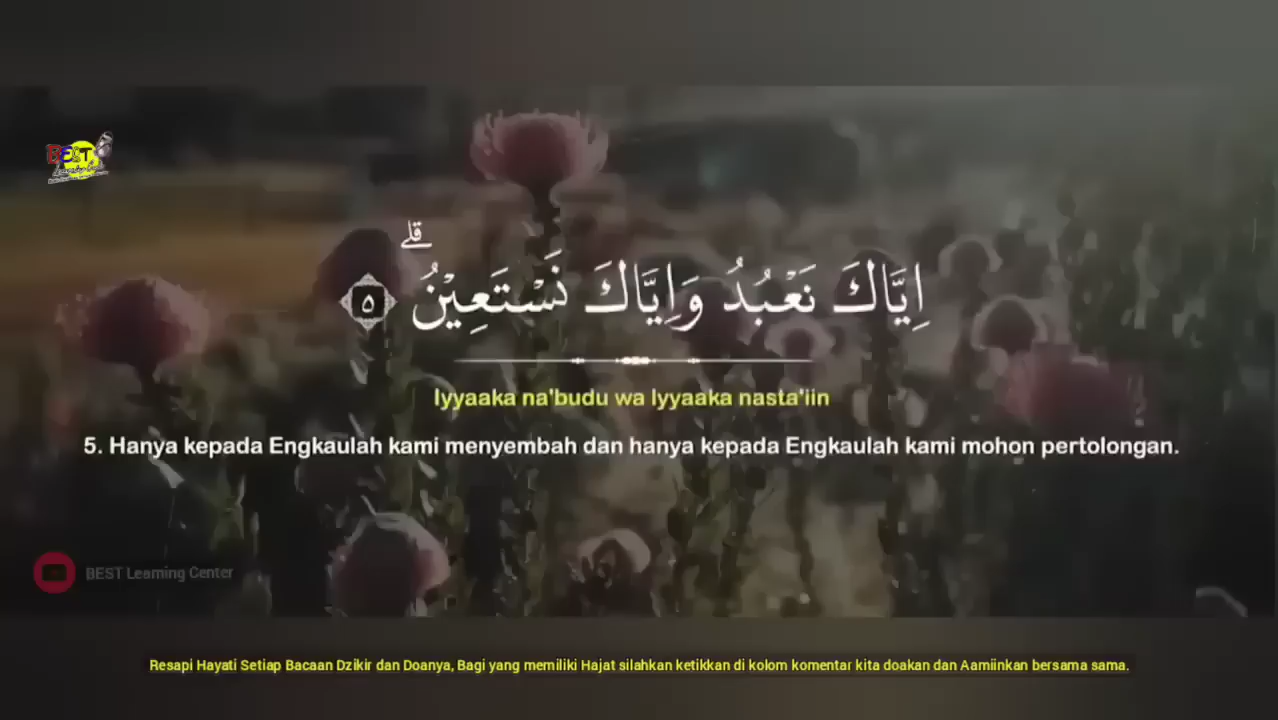 BEST
اِيَّاكَ نَعْبُدُ وَاِيَّاكَ نَسْتَعِيْنُۗ ٥
Iyyaaka na'budu wa Iyyaaka nasta'iin
5. Hanya kepada Engkaulah kami menyembah dan hanya kepada Engkaulah kami mohon pertolongan.
BEST Learning Center
Resapi Hayati Setiap Bacaan Dzikir dan Doanya, Bagi yang memiliki Hajat silahkan ketikkan di kolom komentar kita doakan dan Aamiinkan bersama sama.